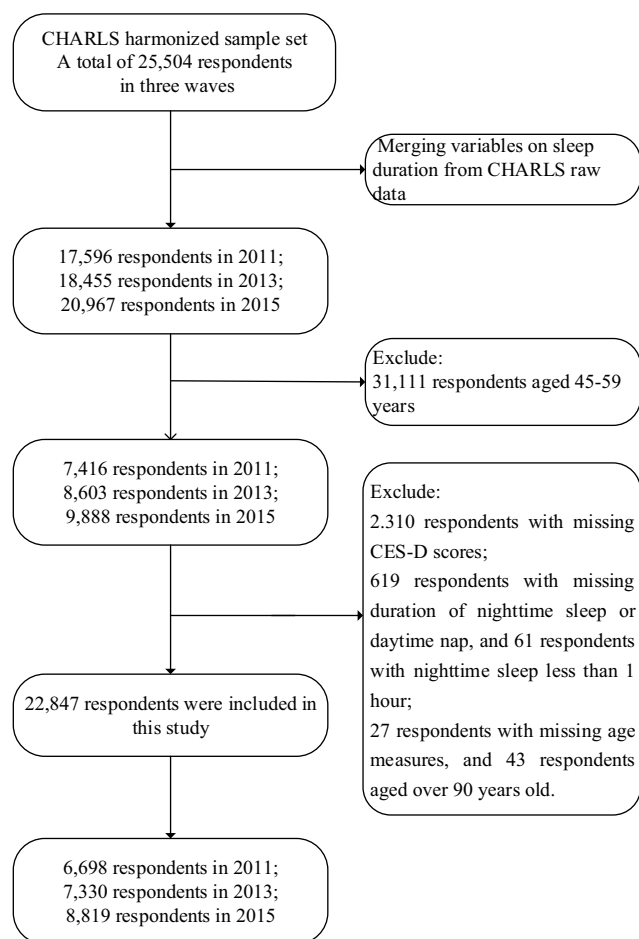 CHARLS harmonized sample set
A total of 25,504 respondents
in three waves
Merging variables on sleep
duration from CHARLS raw
data
17,596 respondents in 2011;
18,455 respondents in 2013;
20,967 respondents in 2015
Exclude:
31,111 respondents aged 45-59
years
7,416 respondents in 2011;
8,603 respondents in 2013;
9,888 respondents in 2015
Exclude:
2.310 respondents with missing
CES-D scores;
619 respondents with missing
duration of nighttime sleep or
daytime nap, and 61 respondents
with nighttime sleep less than 1
hour;
27 respondents with missing age
measures, and 43 respondents
aged over 90 years old.
22,847 respondents were included in
this study
6,698 respondents in 2011;
7,330 respondents in 2013;
8,819 respondents in 2015